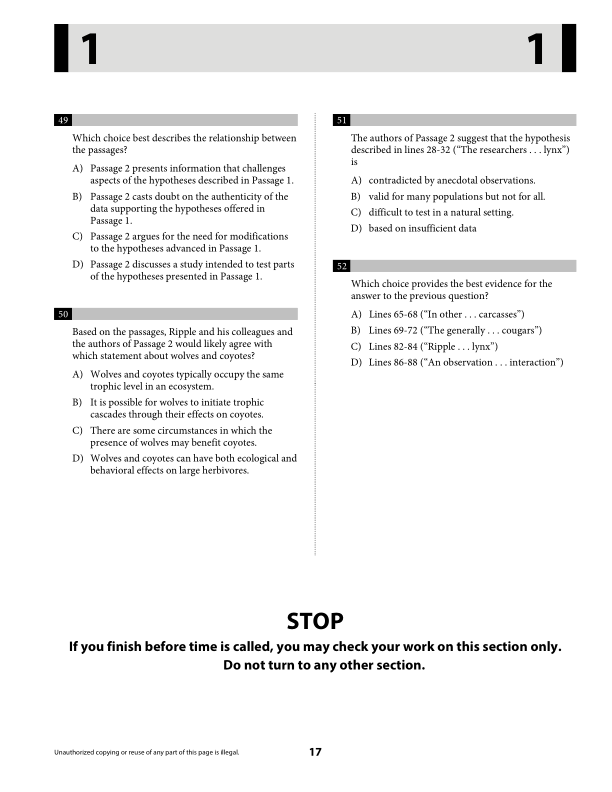 1
1
49
Which choice best describes the relationship between
the passages?
A) Passage 2 presents information that challenges
aspects of the hypotheses described in Passage 1.
B) Passage 2 casts doubt on the authenticity of the
data supporting the hypotheses offered in
Passage 1.
C) Passage 2 argues for the need for modifications
to the hypotheses advanced in Passage 1.
D) Passage 2 discusses a study intended to test parts
of the hypotheses presented in Passage 1.
50
Based on the passages, Ripple and his colleagues and
the authors of Passage 2 would likely agree with
which statement about wolves and coyotes?
A) Wolves and coyotes typically occupy the same
trophic level in an ecosystem.
B) It is possible for wolves to initiate trophic
cascades through their effects on coyotes.
C) There are some circumstances in which the
presence of wolves may benefit coyotes.
D) Wolves and coyotes can have both ecological and
behavioral effects on large herbivores.
51
The authors of Passage 2 suggest that the hypothesis
described in lines 28-32 (“The researchers . . . lynx”)
is
A) contradicted by anecdotal observations.
B) valid for many populations but not for all.
C) difficult to test in a natural setting.
D) based on insufficient data
52
Which choice provides the best evidence for the
answer to the previous question?
A) Lines 65-68 (“In other . . . carcasses”)
B) Lines 69-72 (“The generally . . . cougars”)
C) Lines 82-84 (“Ripple . . . lynx”)
D) Lines 86-88 (“An observation . . . interaction”)
STOP
If you finish before time is called, you may check your work on this section only.
Do not turn to any other section.
Unauthorized copying or reuse of any part of this page is illegal.
17